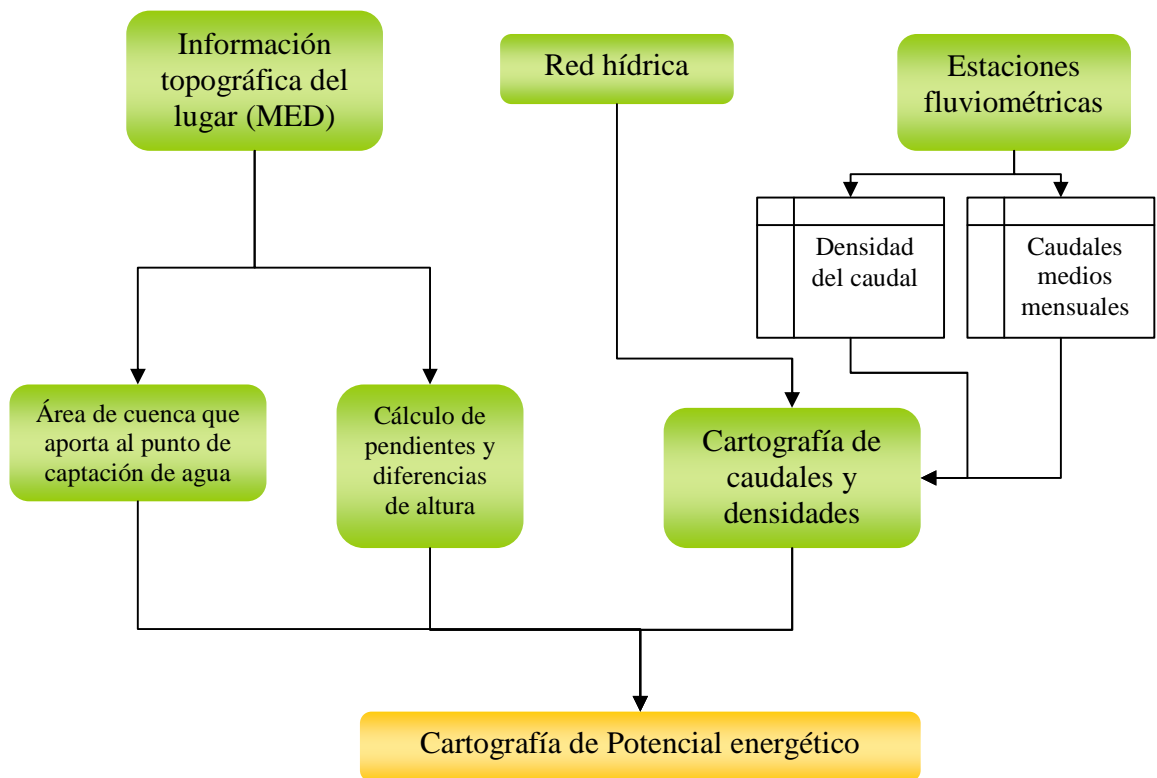 Información
topográfica del
lugar (MED)
Red hídrica
Estaciones
fluviométricas
Densidad
del caudal
Caudales
medios
mensuales
Área de cuenca que
aporta al punto de
captación de agua
Cálculo de
pendientes y
diferencias
de altura
Cartografía de
caudales y
densidades
Cartografía de Potencial energético